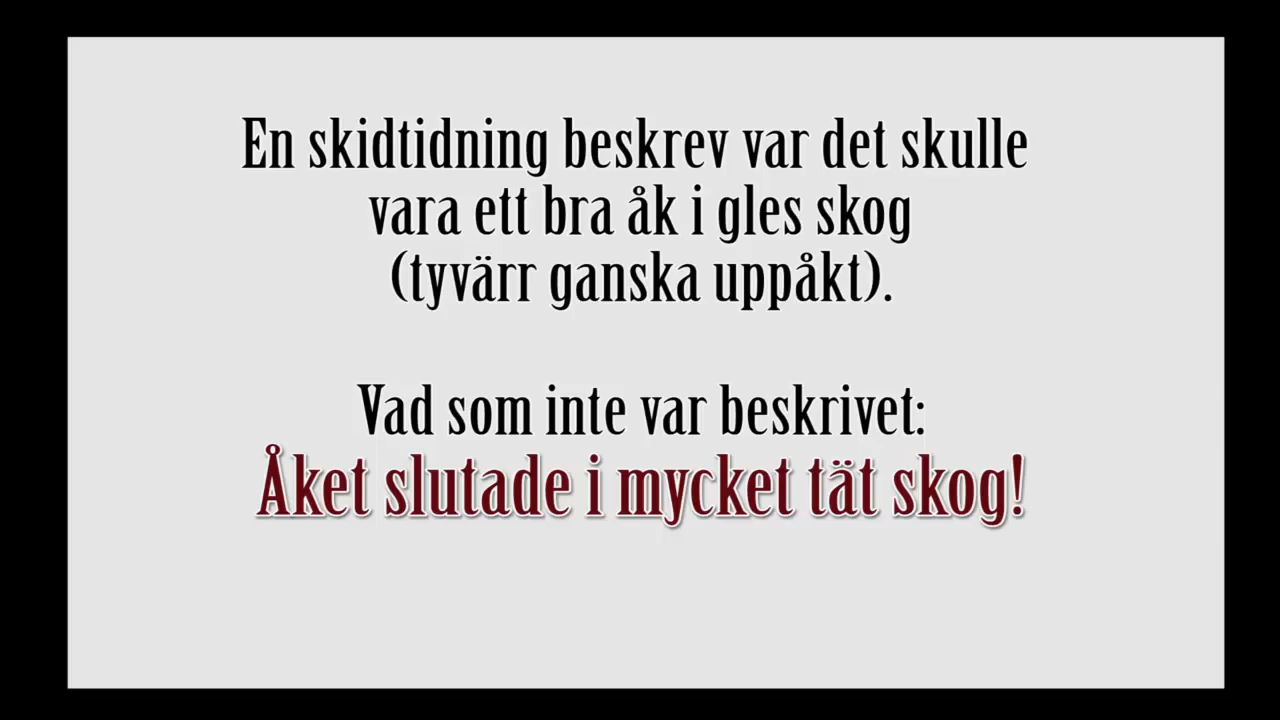 En skidtidning beskrev var det skulle
vara ett bra åk i gles skog
(tyvärr ganska uppåkt).
Vad som inte var beskrivet:
Åket slutade i mycket tät skog!